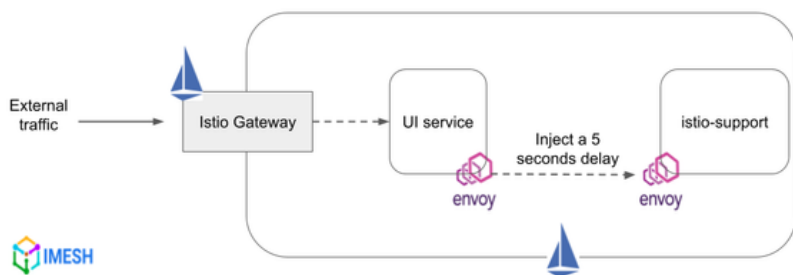 External
traffic
Istio Gateway
UI service
Inject a 5
seconds delay
istio-support
envoy
envoy
IMESH